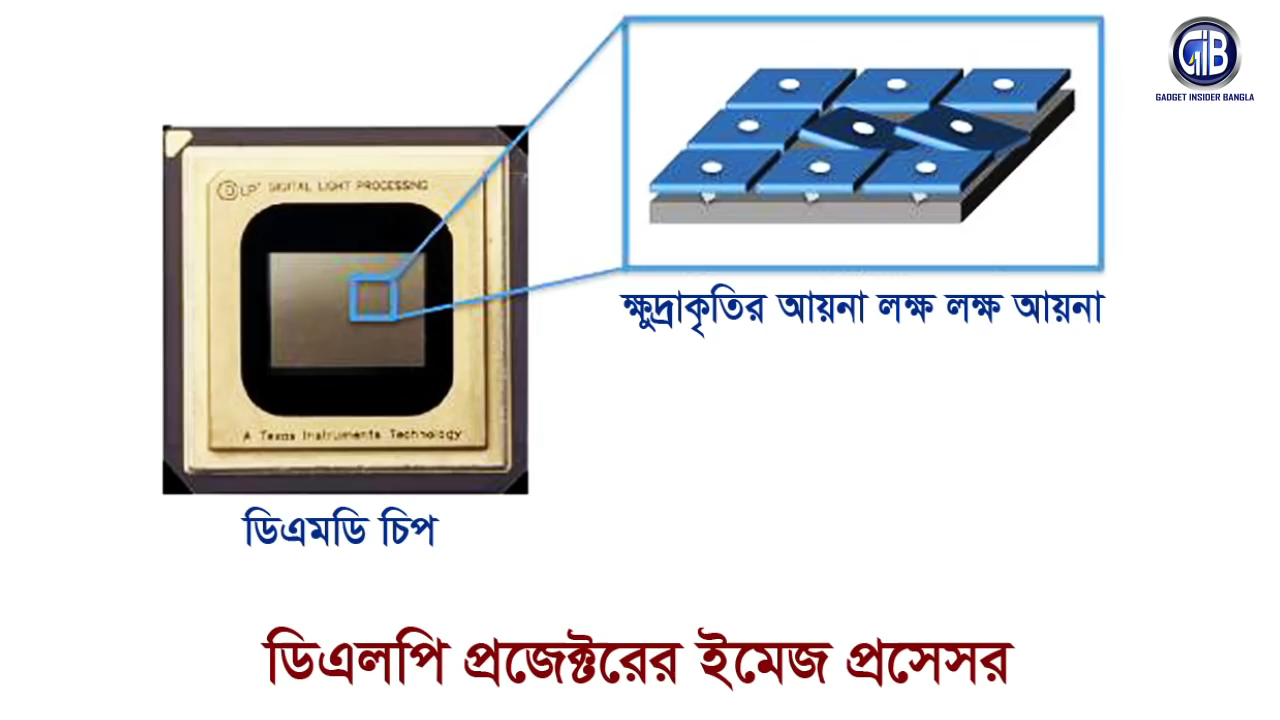 GIB
GADGET INSIDER BANGLA
DLP DIGITAL LIGHT PROCESSING
ক্ষুদ্রাকৃতির আয়না লক্ষ লক্ষ আয়না
A Texas Instruments Technology
ডিএমডি চিপ
ডিএলপি প্রজেক্টরের ইমেজ প্রসেসর